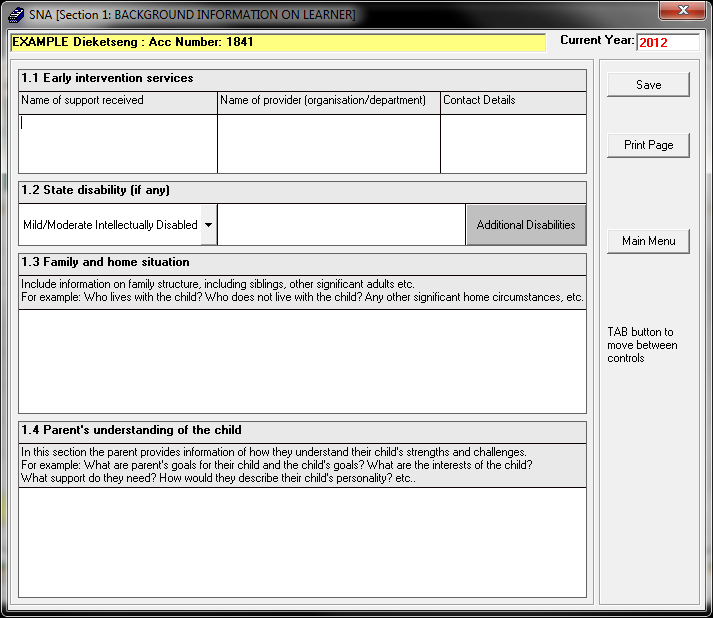 SNA [Section 1: BACKGROUND INFORMATION ON LEARNER]
EXAMPLE Dieketseng : Acc Number: 1841
Current Year: 2012
1.1 Early intervention services
Name of support received
Name of provider (organisation/department)
Contact Details
1.2 State disability (if any)
Mild/Moderate Intellectually Disabled
Additional Disabilities
1.3 Family and home situation
Include information on family structure, including siblings, other significant adults etc.
For example: Who lives with the child? Who does not live with the child? Any other significant home circumstances, etc.
1.4 Parent's understanding of the child
In this section the parent provides information of how they understand their child's strengths and challenges.
For example: What are parent's goals for their child and the child's goals? What are the interests of the child?
What support do they need? How would they describe their child's personality? etc..
Save
Print Page
Main Menu
TAB button to
move between
controls